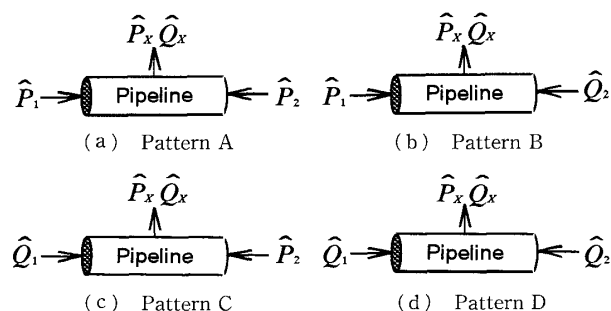 P̂x Q̂x P̂x Q̂x
P̂1 Pipeline P̂2 P̂1 Pipeline Q̂2
(a) Pattern A (b) Pattern B
P̂x Q̂x P̂x Q̂x
Q̂1 Pipeline P̂2 Q̂1 Pipeline Q̂2
(c) Pattern C (d) Pattern D